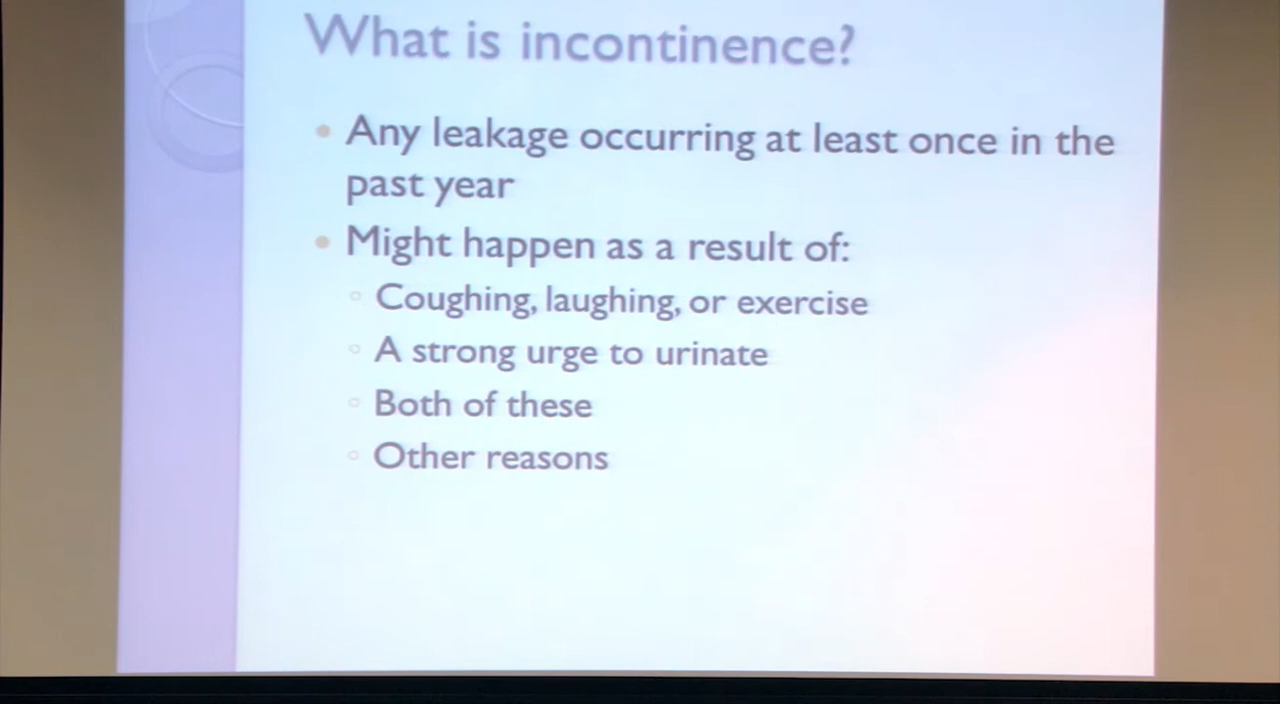 What is incontinence?
Any leakage occurring at least once in the
past year
Might happen as a result of:
Coughing, laughing, or exercise
A strong urge to urinate
Both of these
Other reasons